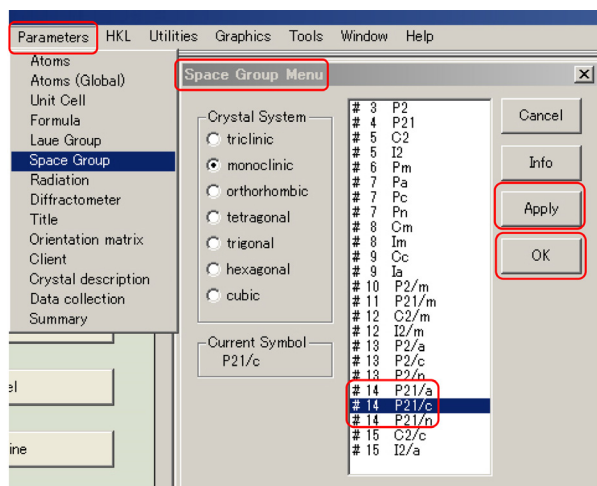 Parameters HKL Utilities Graphics Tools Window Help
Atoms
Atoms (Global)
Unit Cell
Formula
Laue Group
Space Group
Radiation
Diffractometer
Title
Orientation matrix
Client
Crystal description
Data collection
Summary
el
ine
Space Group Menu
Crystal System
triclinic
monoclinic
orthorhombic
tetragonal
trigonal
hexagonal
cubic
Current Symbol
P21/c
# 3 P2
# 4 P21
# 5 C2
# 5 I2
# 6 Pm
# 7 Pa
# 7 Pc
# 7 Pn
# 8 Cm
# 8 Im
# 9 Cc
# 9 Ia
# 10 P2/m
# 11 P21/m
# 12 C2/m
# 12 I2/m
# 13 P2/a
# 13 P2/c
# 13 P2/n
# 14 P21/a
# 14 P21/c
# 14 P21/n
# 15 C2/c
# 15 I2/a
Cancel
Info
Apply
OK